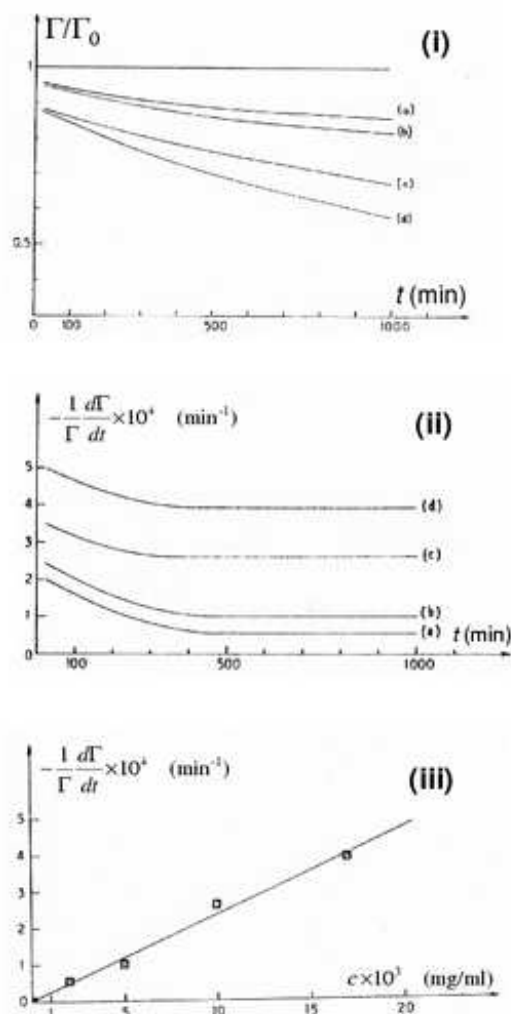 Γ/Γ₀ (i)
1
(a)
(b)
(c)
0.5
t (min)
0 100 500 1000
-1/Γ dΓ/dt ×10⁴ (min⁻¹) (ii)
5
4 (d)
3
(c)
2
1 (b)
(a) t (min)
0
100 500 1000
-1/Γ dΓ/dt ×10⁴ (min⁻¹) (iii)
5
4
3
2
1
c×10³ (mg/ml)
0
1 5 10 15 20